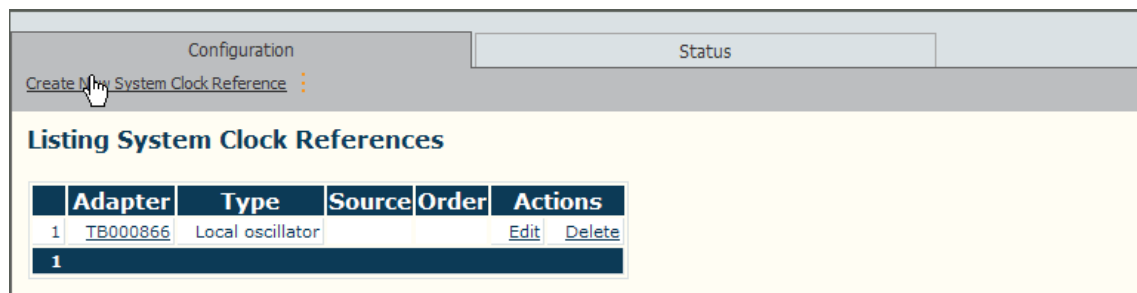 Configuration Status
Create New System Clock Reference
Listing System Clock References
Adapter Type Source Order Actions
1 TB000866 Local oscillator Edit Delete
1